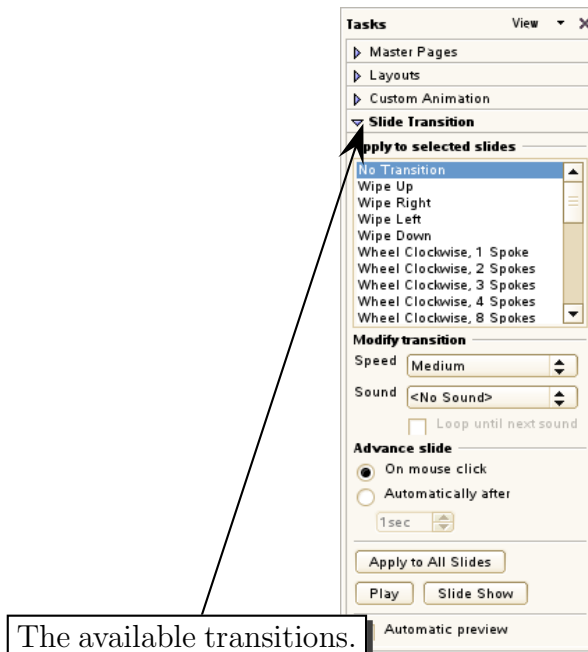 Tasks View
Master Pages
Layouts
Custom Animation
Slide Transition
pply to selected slides
No Transition
Wipe Up
Wipe Right
Wipe Left
Wipe Down
Wheel Clockwise, 1 Spoke
Wheel Clockwise, 2 Spokes
Wheel Clockwise, 3 Spokes
Wheel Clockwise, 4 Spokes
Wheel Clockwise, 8 Spokes
Modify transition
Speed Medium
Sound <No Sound>
Loop until next sound
Advance slide
On mouse click
Automatically after
1sec
Apply to All Slides
Play Slide Show
Automatic preview
The available transitions.